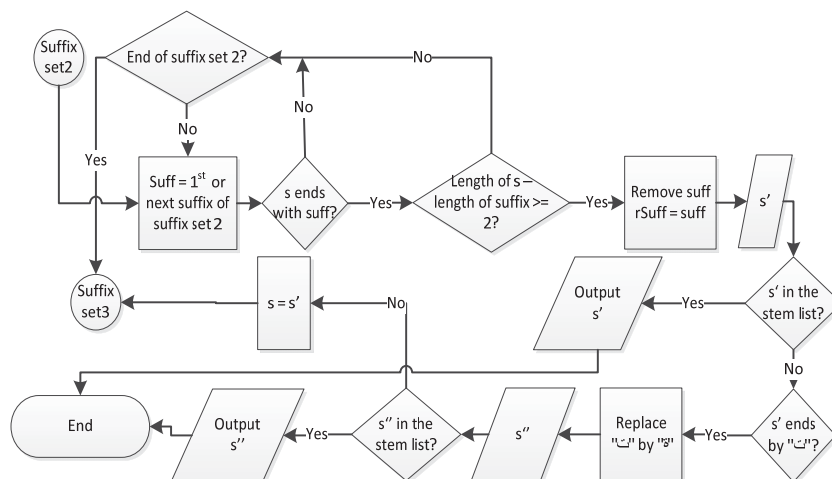 Suffix
set2
End of suffix set 2?
No
No
No
Yes
Suff = 1st or
next suffix of
suffix set 2
s ends
with suff?
Yes
Length of s –
length of suffix >=
2?
Yes
Remove suff
rSuff = suff
s’
Suffix
set3
s = s’
No
Output
s’
Yes
s‘ in the
stem list?
No
End
Output
s’’
Yes
s’’ in the
stem list?
s’’
Replace
by
Yes
s’ ends
by